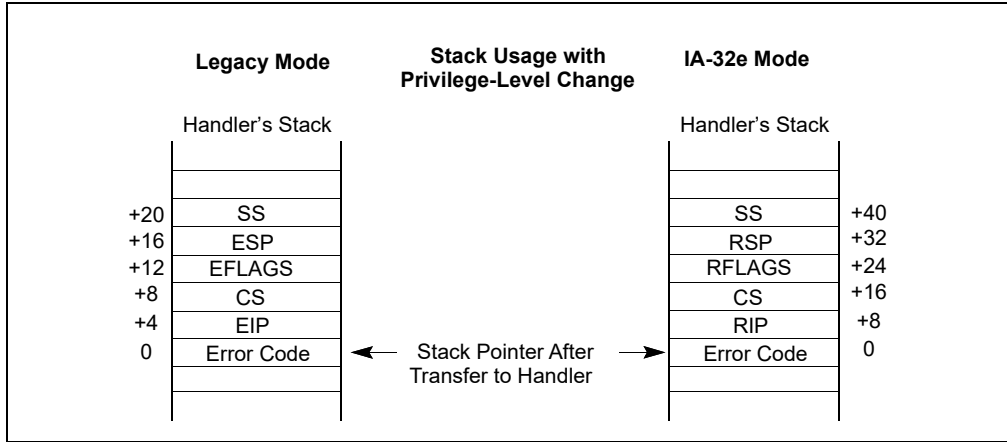 Legacy Mode
Stack Usage with
Privilege-Level Change
IA-32e Mode
Handler’s Stack
Handler’s Stack
+20 SS
SS +40
+16 ESP
RSP +32
+12 EFLAGS
RFLAGS +24
+8 CS
CS +16
+4 EIP
RIP +8
0 Error Code
Stack Pointer After
Transfer to Handler
Error Code 0